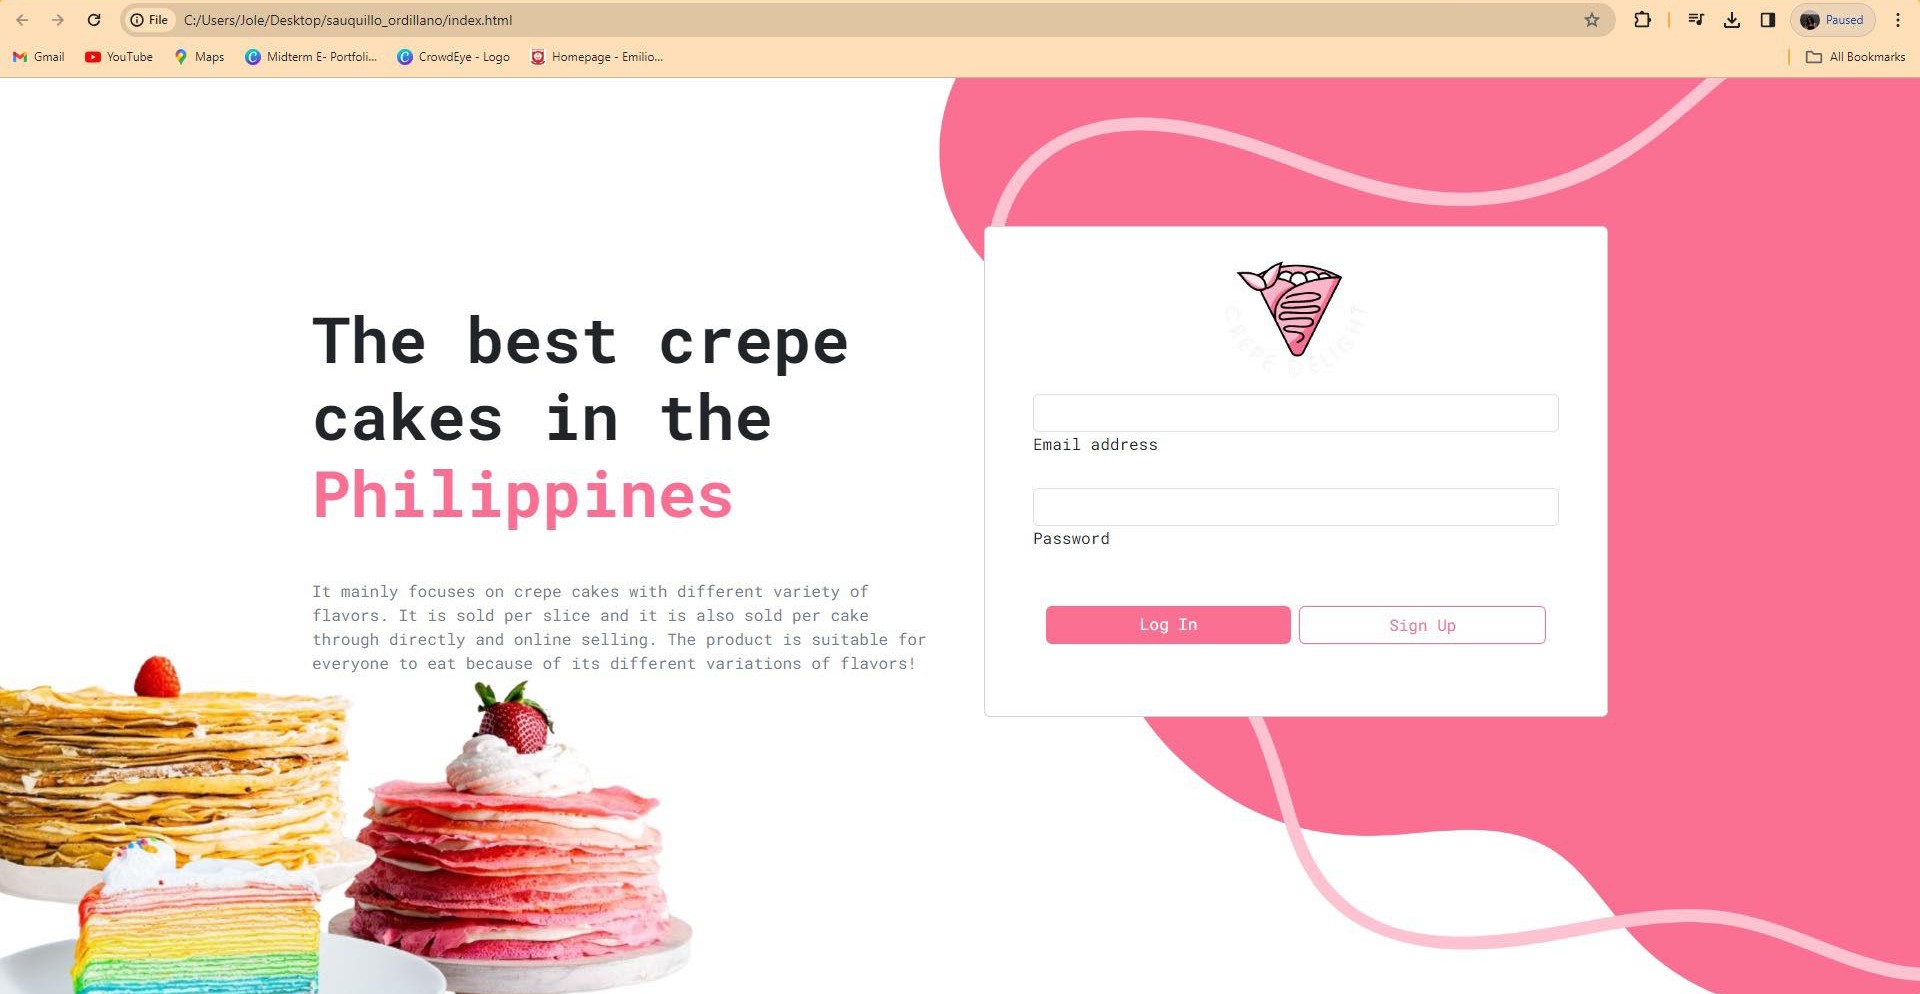 File
C:/Users/Jole/Desktop/sauquillo_ordillano/index.html
Paused
Gmail
YouTube
Maps
Midterm E- Portfoli...
CrowdEye - Logo
Homepage - Emilio...
All Bookmarks
The best crepe
cakes in the
Philippines
It mainly focuses on crepe cakes with different variety of
flavors. It is sold per slice and it is also sold per cake
through directly and online selling. The product is suitable for
everyone to eat because of its different variations of flavors!
CREPE DELIGHT
Email address
Password
Log In
Sign Up